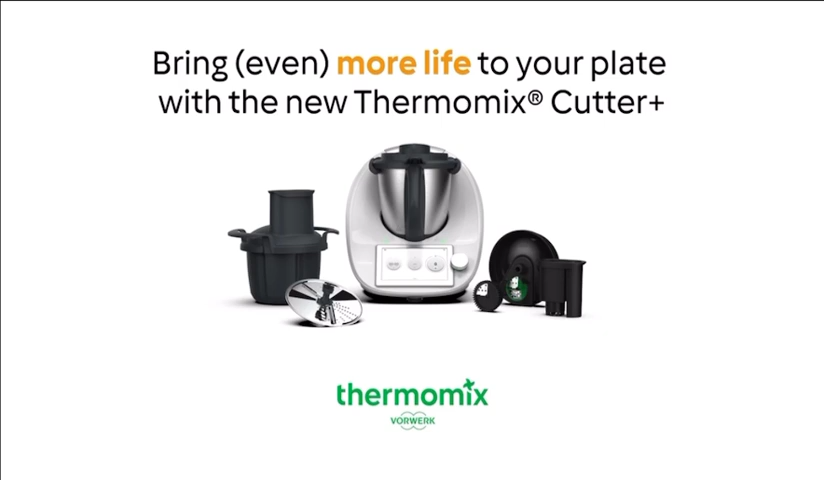 Bring (even) more life to your plate
with the new Thermomix® Cutter+
thermomix
VORWERK